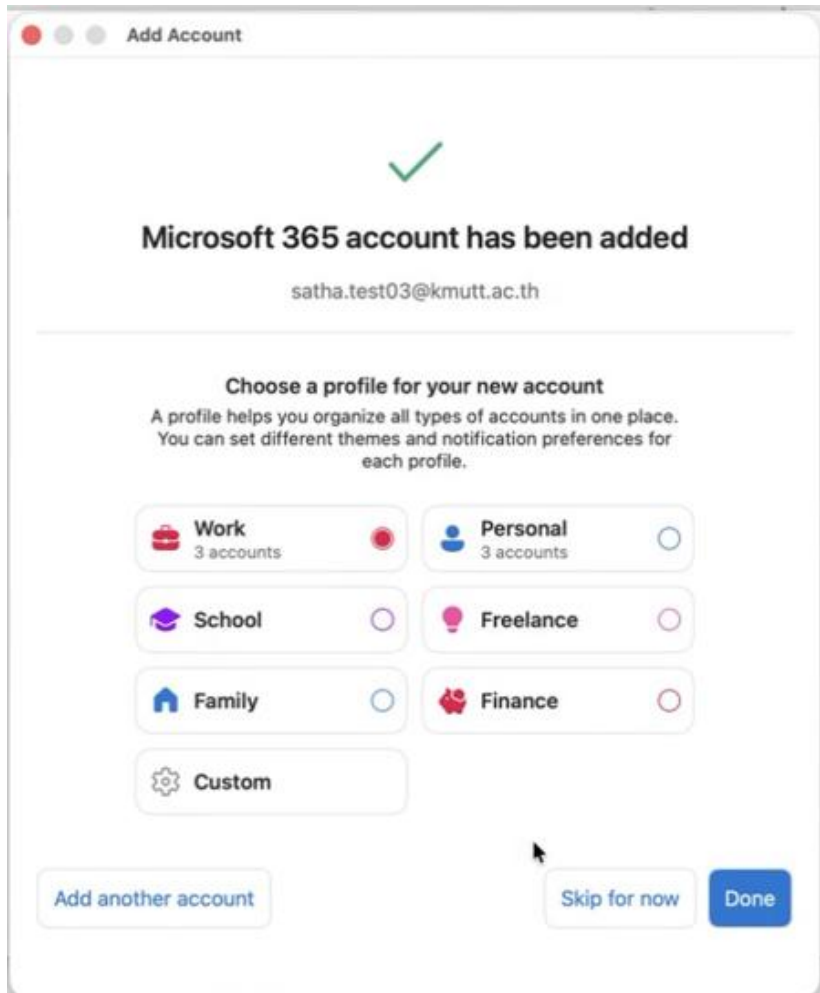 Add Account
Microsoft 365 account has been added
satha.test03@kmutt.ac.th
Choose a profile for your new account
A profile helps you organize all types of accounts in one place.
You can set different themes and notification preferences for
each profile.
Work
3 accounts
Personal
3 accounts
School
Freelance
Family
Finance
Custom
Add another account
Skip for now
Done